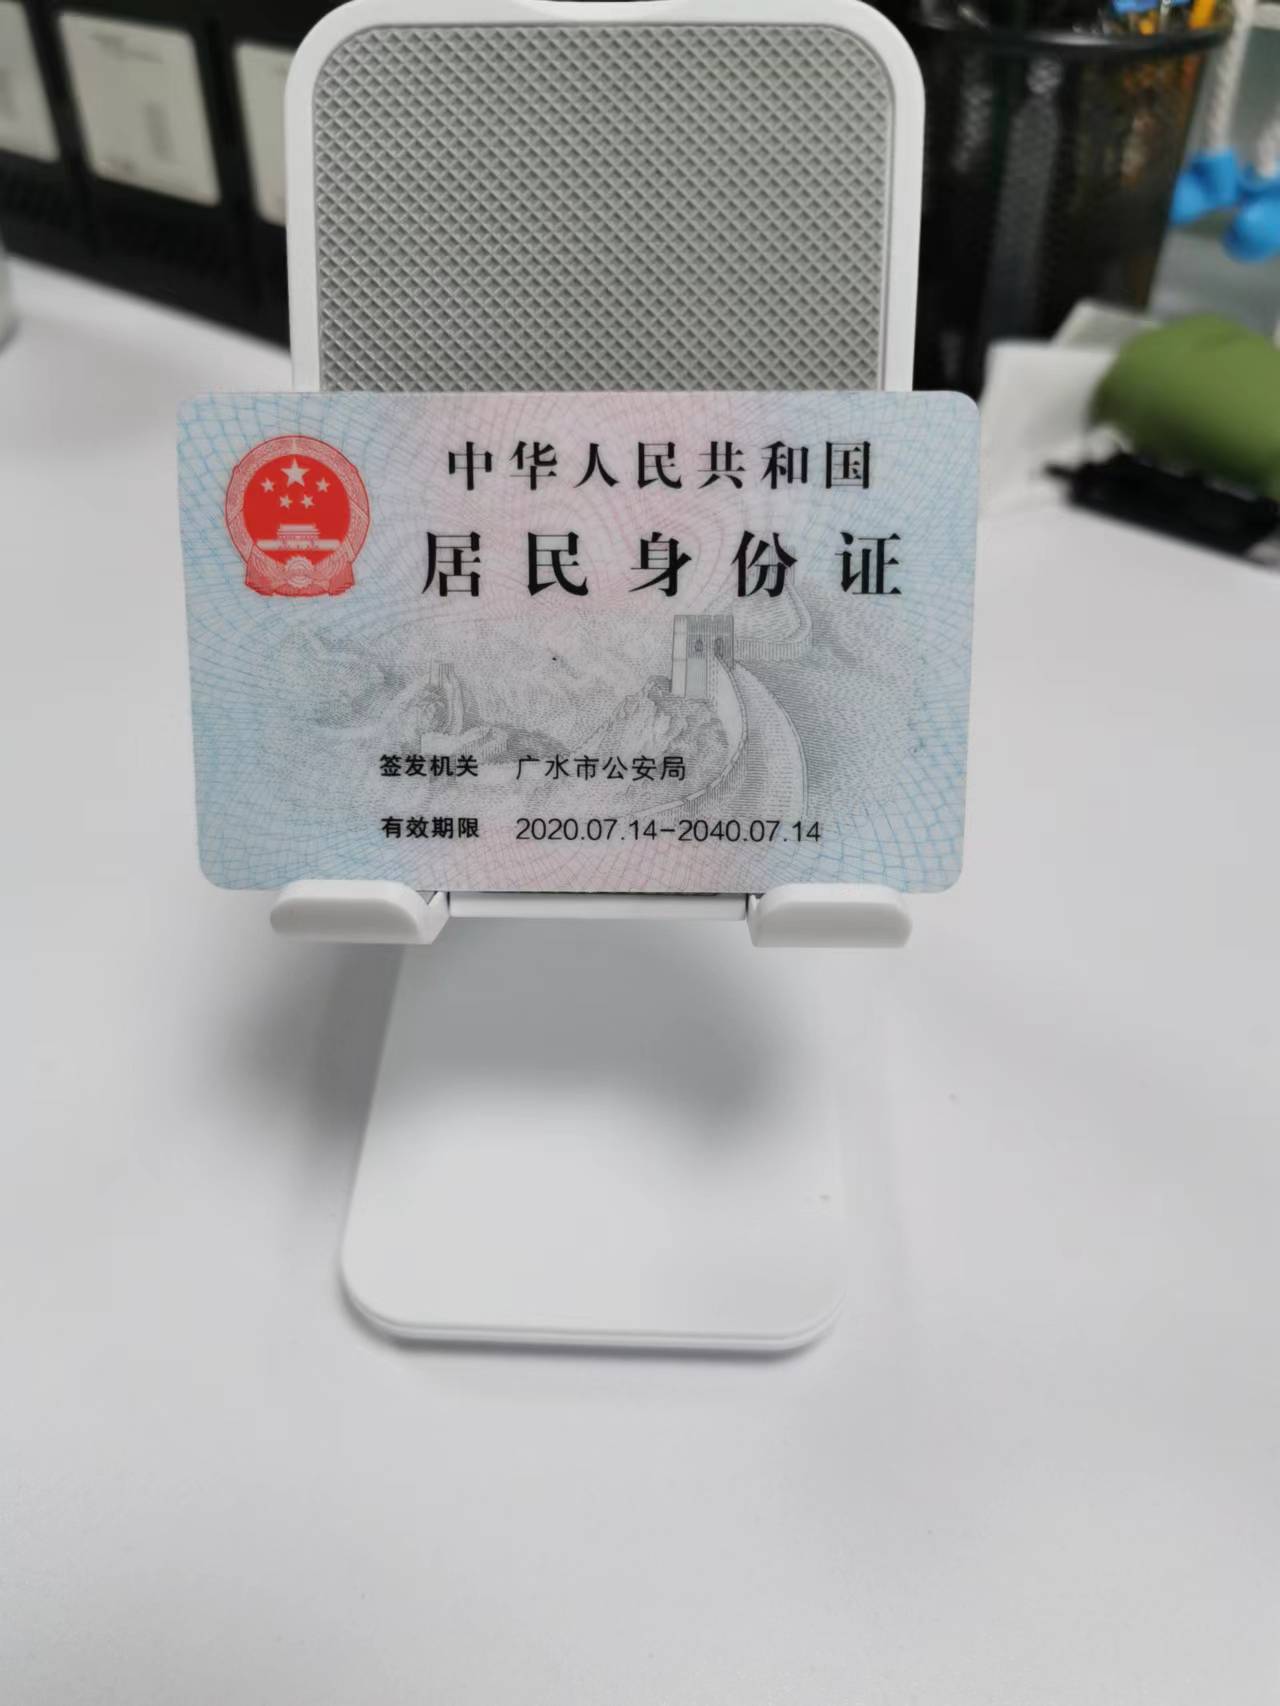 中华人民共和国
居民身份证
签发机关 广水市公安局
有效期限 2020.07.14-2040.07.14